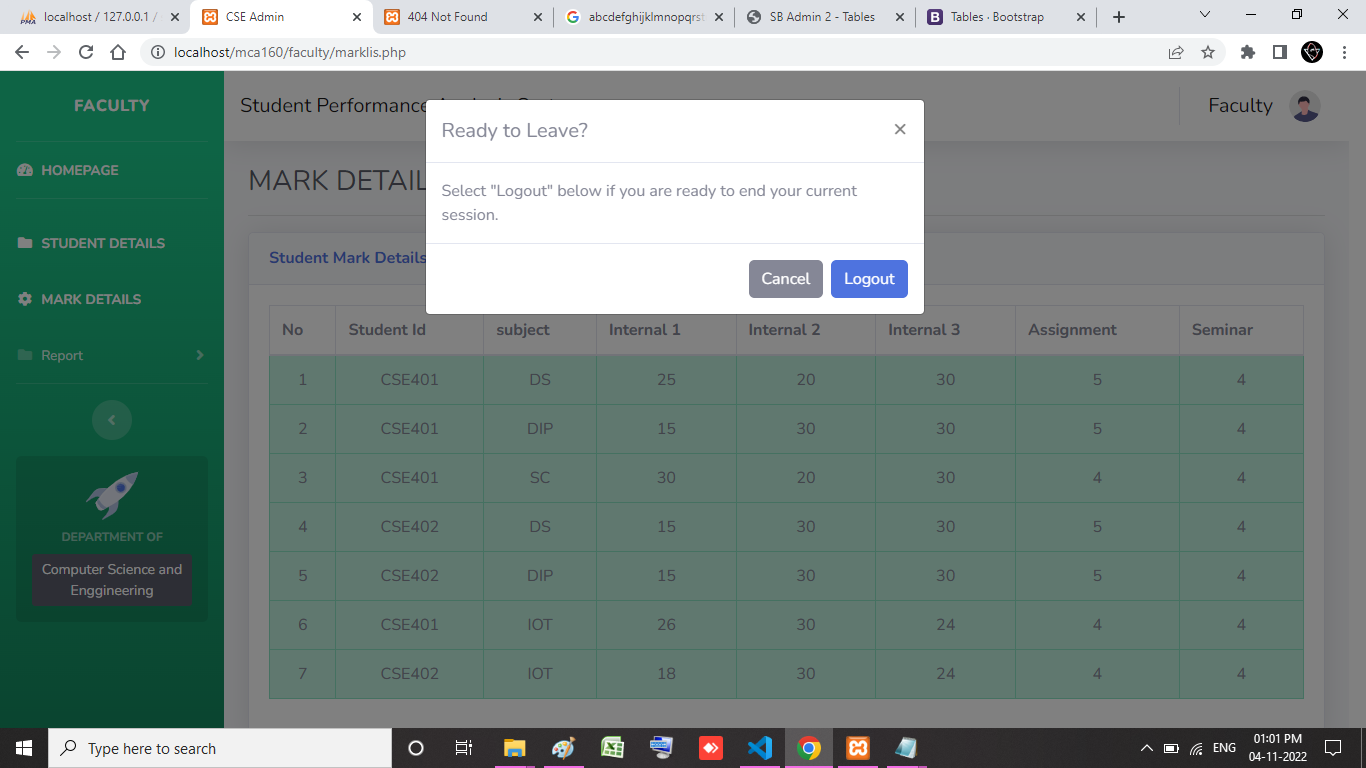 localhost / 127.0.0.1 /
CSE Admin
404 Not Found
abcdefghijklmnopqrst
SB Admin 2 - Tables
Tables · Bootstrap
localhost/mca160/faculty/marklis.php
FACULTY
HOMEPAGE
STUDENT DETAILS
MARK DETAILS
Report
DEPARTMENT OF
Computer Science and
Enggineering
Student Performance
Faculty
MARK DETAIL
Student Mark Details
Ready to Leave?
×
Select "Logout" below if you are ready to end your current
session.
Cancel Logout
No Student Id subject Internal 1 Internal 2 Internal 3 Assignment Seminar
1 CSE401 DS 25 20 30 5 4
2 CSE401 DIP 15 30 30 5 4
3 CSE401 SC 30 20 30 4 4
4 CSE402 DS 15 30 30 5 4
5 CSE402 DIP 15 30 30 5 4
6 CSE401 IOT 26 30 24 4 4
7 CSE402 IOT 18 30 24 4 4
Type here to search
ENG
01:01 PM
04-11-2022